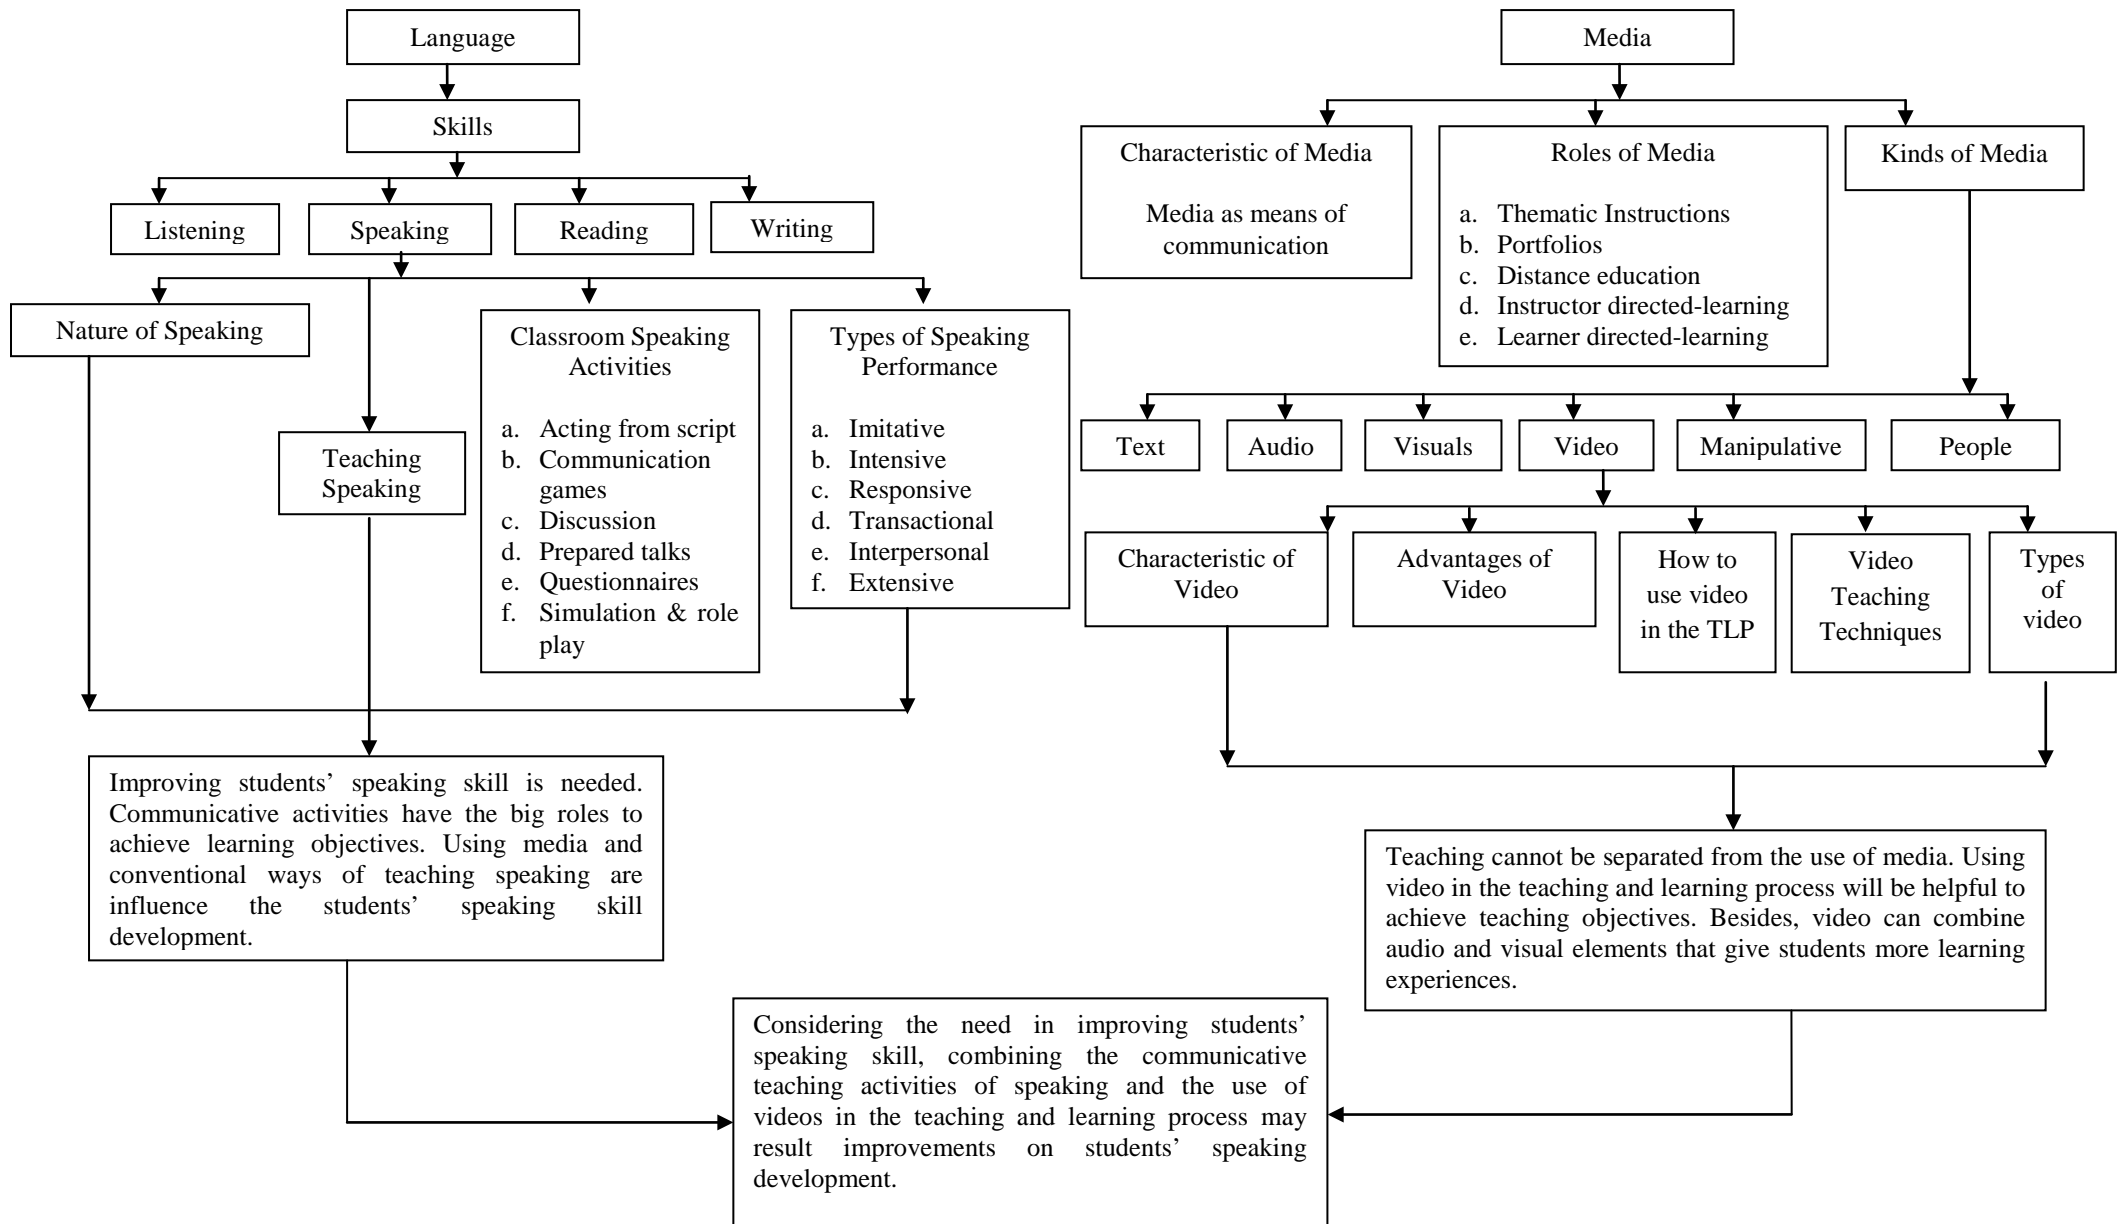 Language
Skills
Listening
Speaking
Reading
Writing
Nature of Speaking
Teaching
Speaking
Classroom Speaking
Activities
a. Acting from script
b. Communication
games
c. Discussion
d. Prepared talks
e. Questionnaires
f. Simulation & role
play
Types of Speaking
Performance
a. Imitative
b. Intensive
c. Responsive
d. Transactional
e. Interpersonal
f. Extensive
Improving students’ speaking skill is needed.
Communicative activities have the big roles to
achieve learning objectives. Using media and
conventional ways of teaching speaking are
influence the students’ speaking skill
development.
Media
Characteristic of Media
Media as means of
communication
Roles of Media
a. Thematic Instructions
b. Portfolios
c. Distance education
d. Instructor directed-learning
e. Learner directed-learning
Kinds of Media
Text
Audio
Visuals
Video
Manipulative
People
Characteristic of
Video
Advantages of
Video
How to
use video
in the TLP
Video
Teaching
Techniques
Types
of
video
Teaching cannot be separated from the use of media. Using
video in the teaching and learning process will be helpful to
achieve teaching objectives. Besides, video can combine
audio and visual elements that give students more learning
experiences.
Considering the need in improving students’
speaking skill, combining the communicative
teaching activities of speaking and the use of
videos in the teaching and learning process may
result improvements on students’ speaking
development.